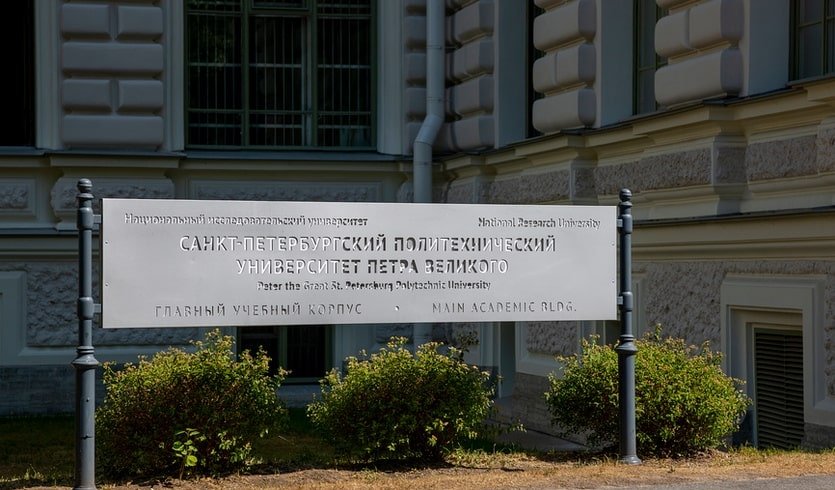 Национальный исследовательский университет National Research University
САНКТ-ПЕТЕРБУРГСКИЙ ПОЛИТЕХНИЧЕСКИЙ
УНИВЕРСИТЕТ ПЕТРА ВЕЛИКОГО
Peter the Great St. Petersburg Polytechnic University
ГЛАВНЫЙ УЧЕБНЫЙ КОРПУС · MAIN ACADEMIC BLDG.